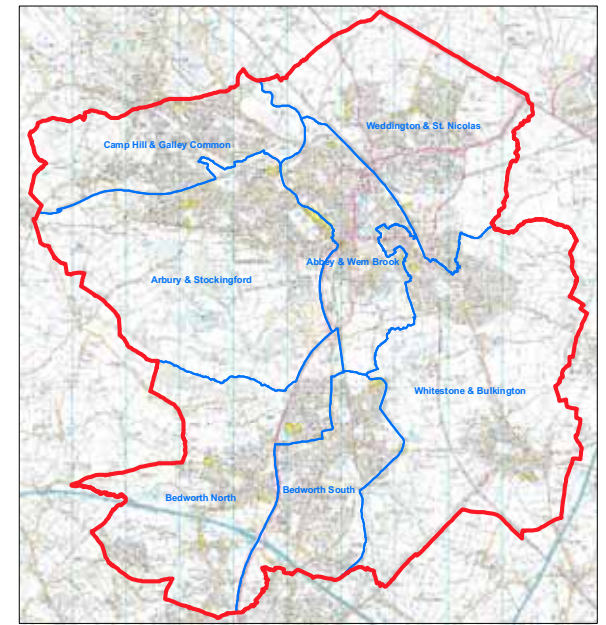 Weddington & St. Nicolas
Camp Hill & Galley Common
Abbey & Wem Brook
Arbury & Stockingford
Whitestone & Bulkington
Bedworth South
Bedworth North